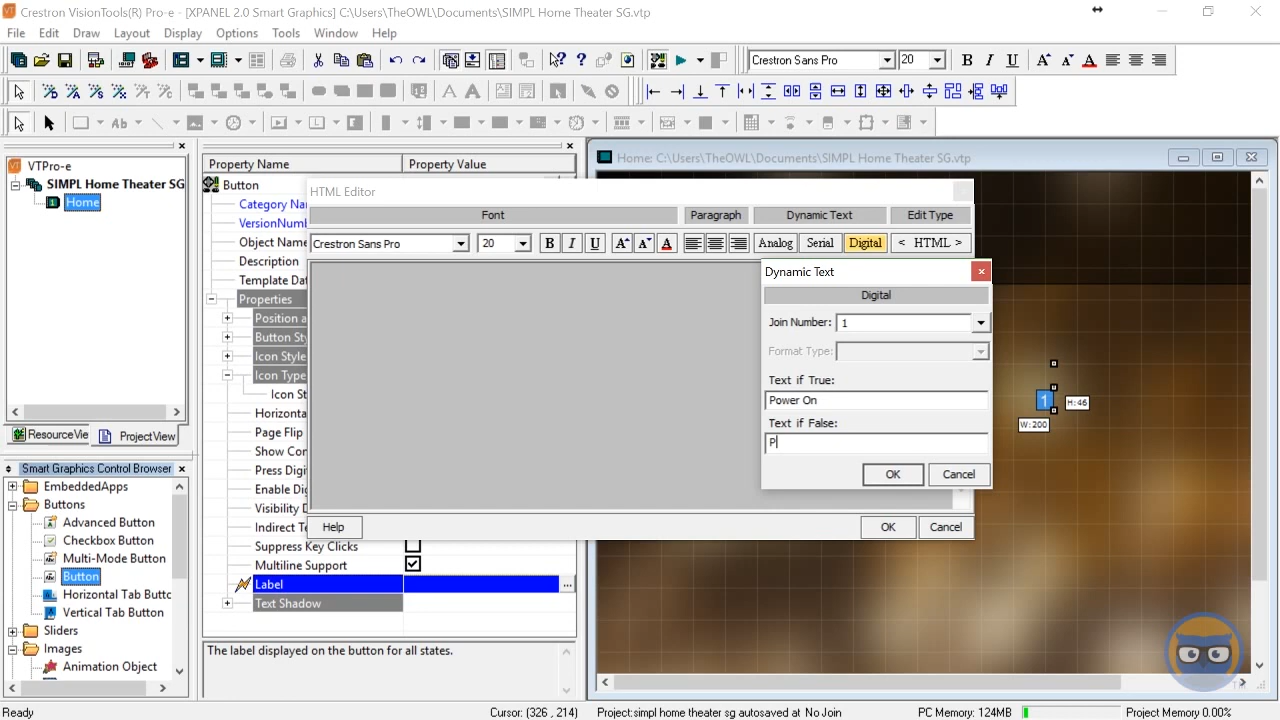 Crestron VisionTools(R) Pro-e - [XPANEL 2.0 Smart Graphics] C:\Users\TheOWL\Documents\SIMPL Home Theater SG.vtp
File Edit Draw Layout Display Options Tools Window Help
Crestron Sans Pro 20 B I U A A A
Ab
VTPro-e
SIMPL Home Theater SG
Home
ResourceVie ProjectView
Smart Graphics Control Browser
EmbeddedApps
Buttons
Advanced Button
Checkbox Button
Multi-Mode Button
Button
Horizontal Tab Butto
Vertical Tab Button
Sliders
Images
Animation Object
Property Name Property Value
Button
Category Na
VersionNum
Object Name
Description
Template Dat
Properties
Position a
Button Sty
Icon Style
Icon Type
Icon St
Horizonta
Page Flip
Show Con
Press Digi
Enable Dig
Visibility D
Indirect Te
Suppress Key Clicks
Multiline Support
Label ...
Text Shadow
The label displayed on the button for all states.
HTML Editor
Font Paragraph Dynamic Text Edit Type
Crestron Sans Pro 20 B I U A A A Analog Serial Digital < HTML >
Help OK Cancel
Dynamic Text
Digital
Join Number: 1
Format Type:
Text if True:
Power On
Text if False:
P
OK Cancel
Home: C:\Users\TheOWL\Documents\SIMPL Home Theater SG.vtp
1
H:46
W:200
Ready Cursor: (326 , 214) Project:simpl home theater sg autosaved at No Join PC Memory: 124MB Project Memory 0.00%